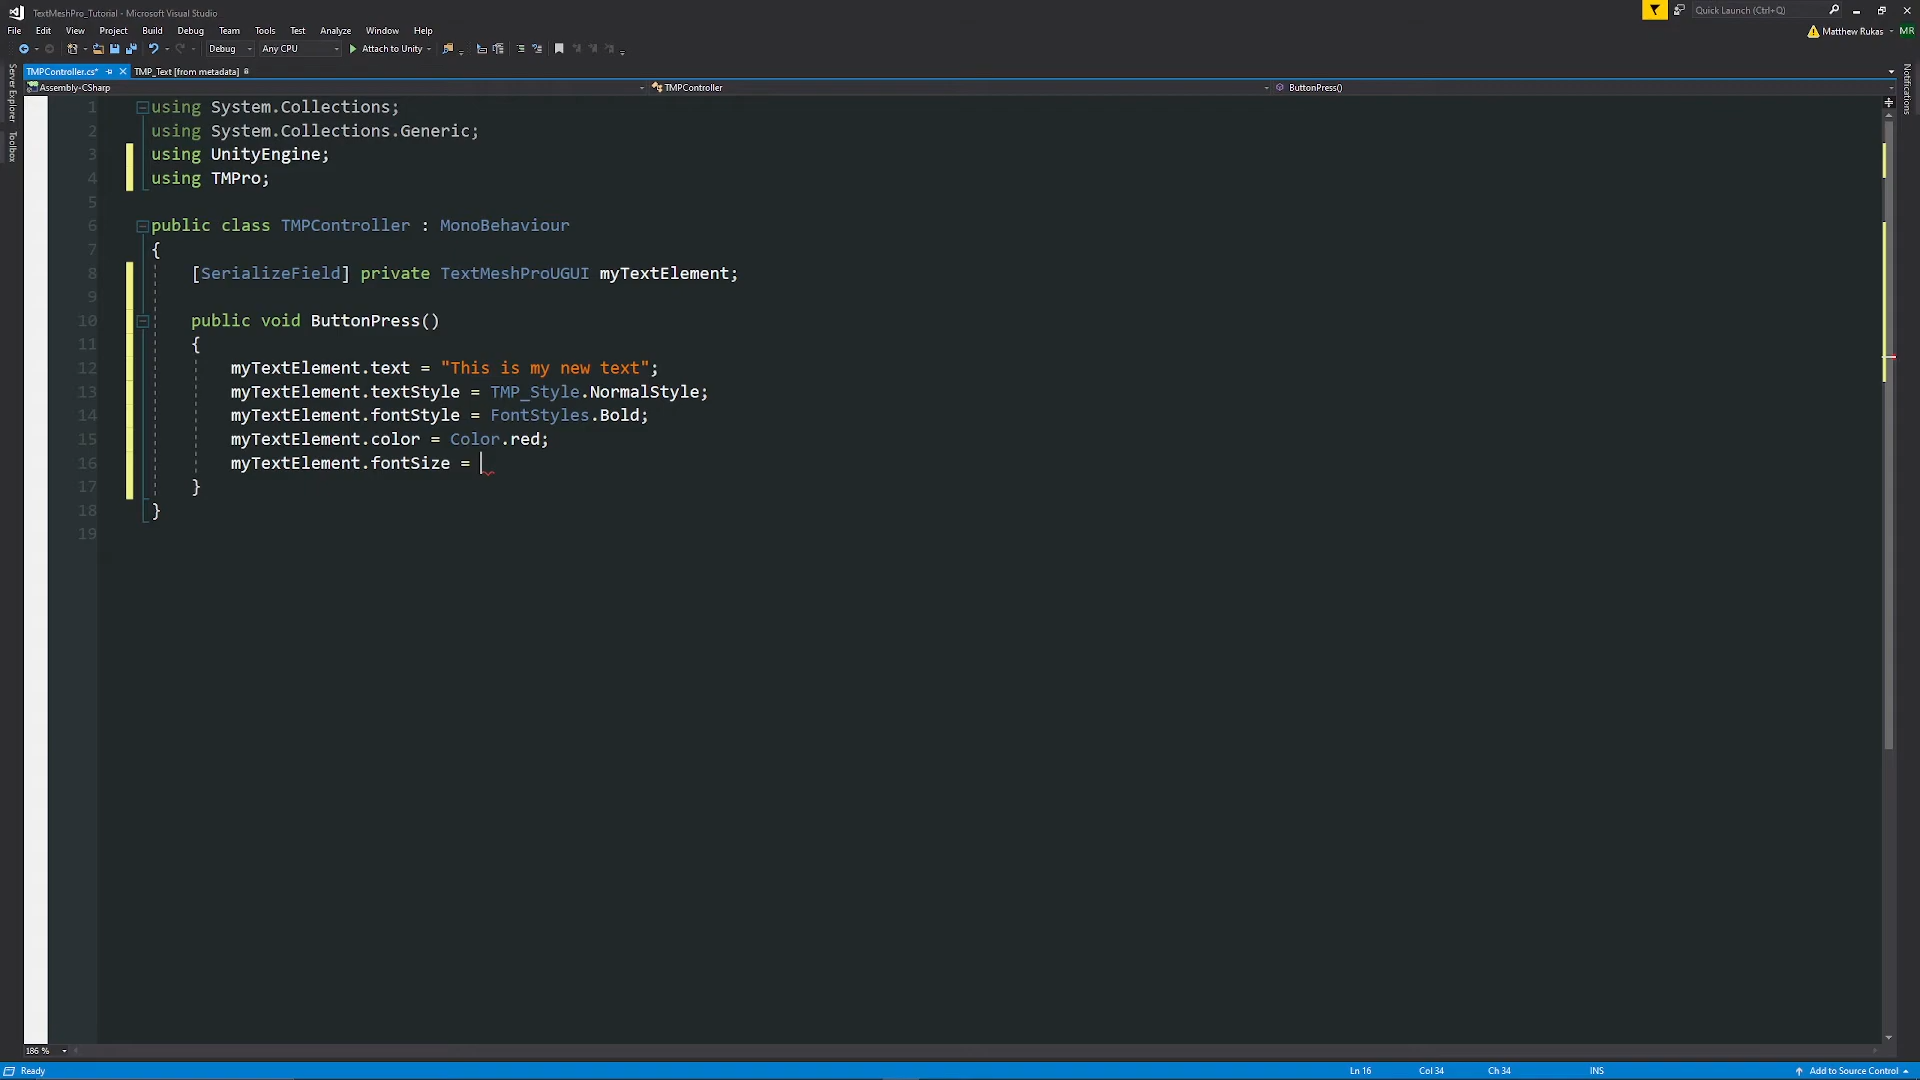 TextMeshPro_Tutorial - Microsoft Visual Studio
Quick Launch (Ctrl+Q)
File Edit View Project Build Debug Team Tools Test Analyze Window Help
Matthew Rukas MR
Debug Any CPU Attach to Unity
TMPController.cs* TMP_Text [from metadata]
Assembly-CSharp TMPController ButtonPress()
Server Explorer
Toolbox
Notifications
1 using System.Collections;
2 using System.Collections.Generic;
3 using UnityEngine;
4 using TMPro;
5
6 public class TMPController : MonoBehaviour
7 {
8 [SerializeField] private TextMeshProUGUI myTextElement;
9
10 public void ButtonPress()
11 {
12 myTextElement.text = "This is my new text";
13 myTextElement.textStyle = TMP_Style.NormalStyle;
14 myTextElement.fontStyle = FontStyles.Bold;
15 myTextElement.color = Color.red;
16 myTextElement.fontSize =
17 }
18 }
19
186 %
Ready Ln 16 Col 34 Ch 34 INS Add to Source Control